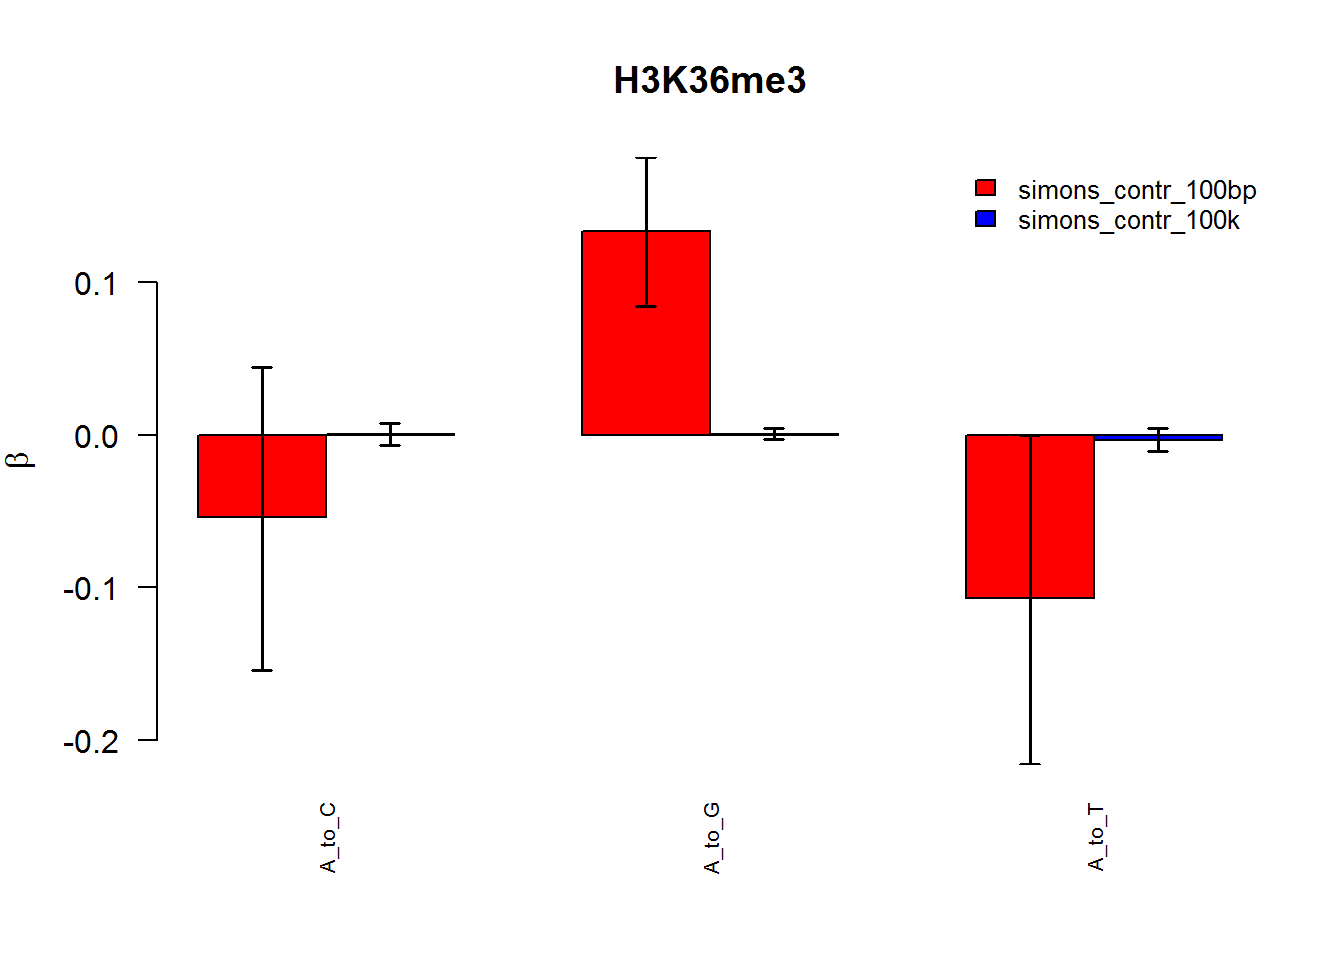 H3K36me3
simons_contr_100bp
simons_contr_100k
β
0.1
0.0
-0.1
-0.2
A_to_C
A_to_G
A_to_T